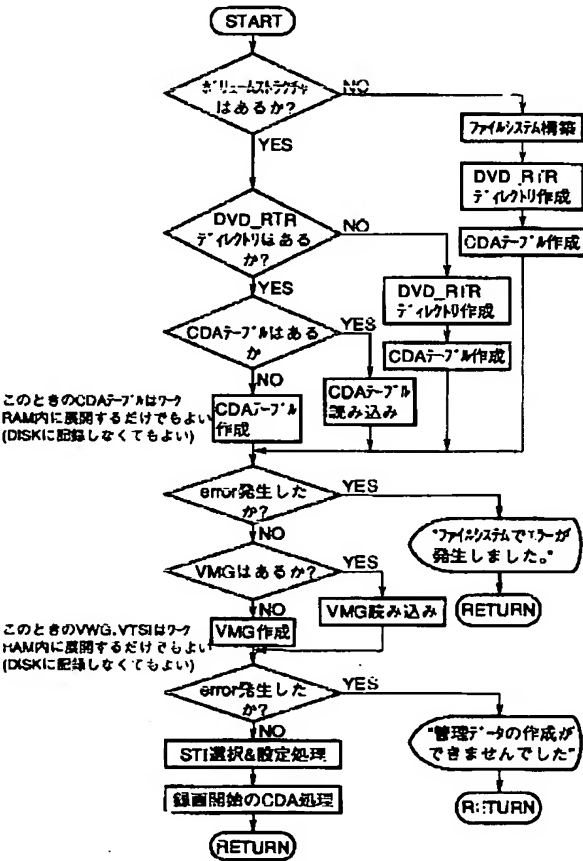 START
ボリュームストラクチャ
はあるか?
NO
YES
ファイルシステム構築
DVD_RTR
ディレクトリ作成
CDAテーブル作成
DVD_RTR
ディレクトリはある
か?
NO
YES
DVD_RTR
ディレクトリ作成
CDAテーブル作成
CDAテーブルはある
か
YES
NO
CDAテーブル
読み込み
このときのCDAテーブルはワーク
RAM内に展開するだけでもよい
(DISKに記録しなくてもよい)
CDAテーブル
作成
error発生した
か?
YES
NO
"ファイルシステムでエラーが
発生しました。"
RETURN
VMGはあるか?
YES
NO
VMG読み込み
このときのVWG.VTSIはワーク
RAM内に展開するだけでもよい
(DISKに記録しなくてもよい)
VMG作成
error発生した
か?
YES
NO
"管理データの作成が
できませんでした"
RETURN
STI選択&設定処理
録画開始のCDA処理
RETURN